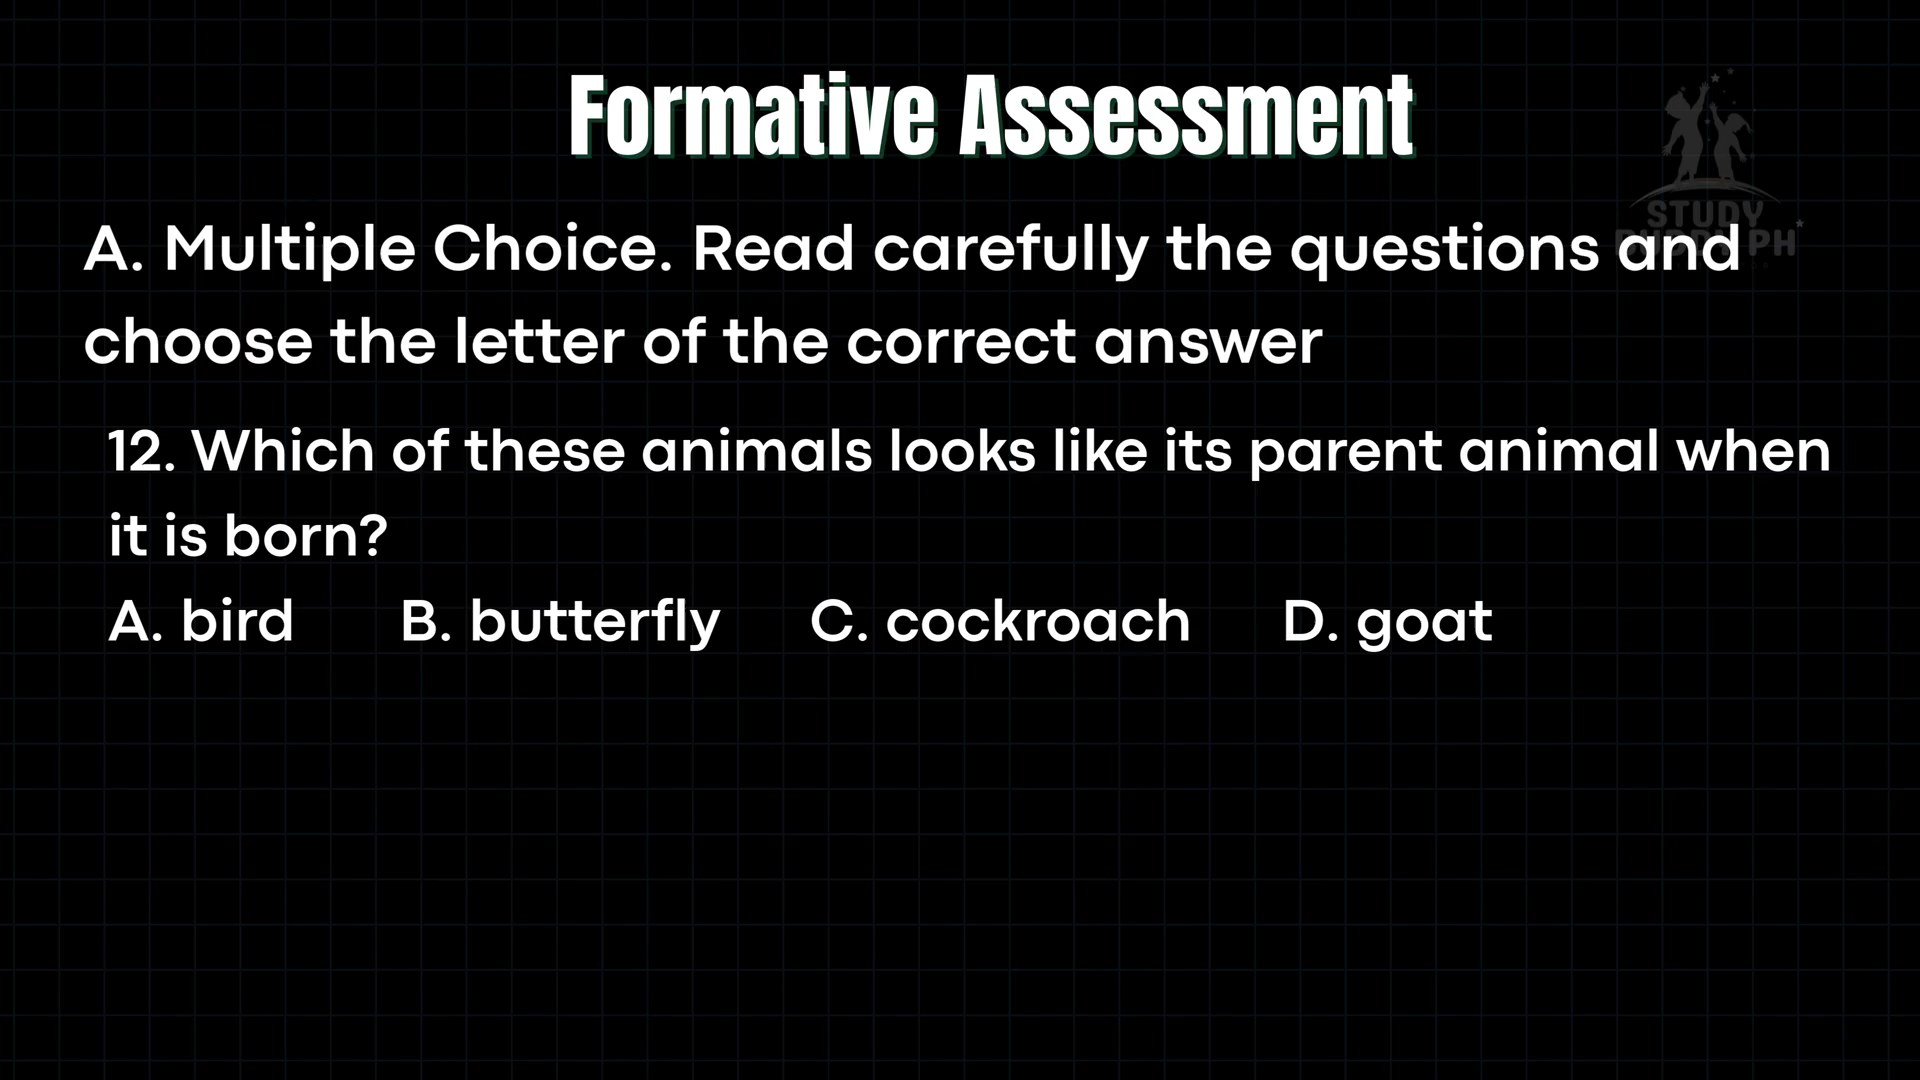 Formative Assessment
STUDY
A. Multiple Choice. Read carefully the questions and
choose the letter of the correct answer
12. Which of these animals looks like its parent animal when
it is born?
A. bird B. butterfly C. cockroach D. goat